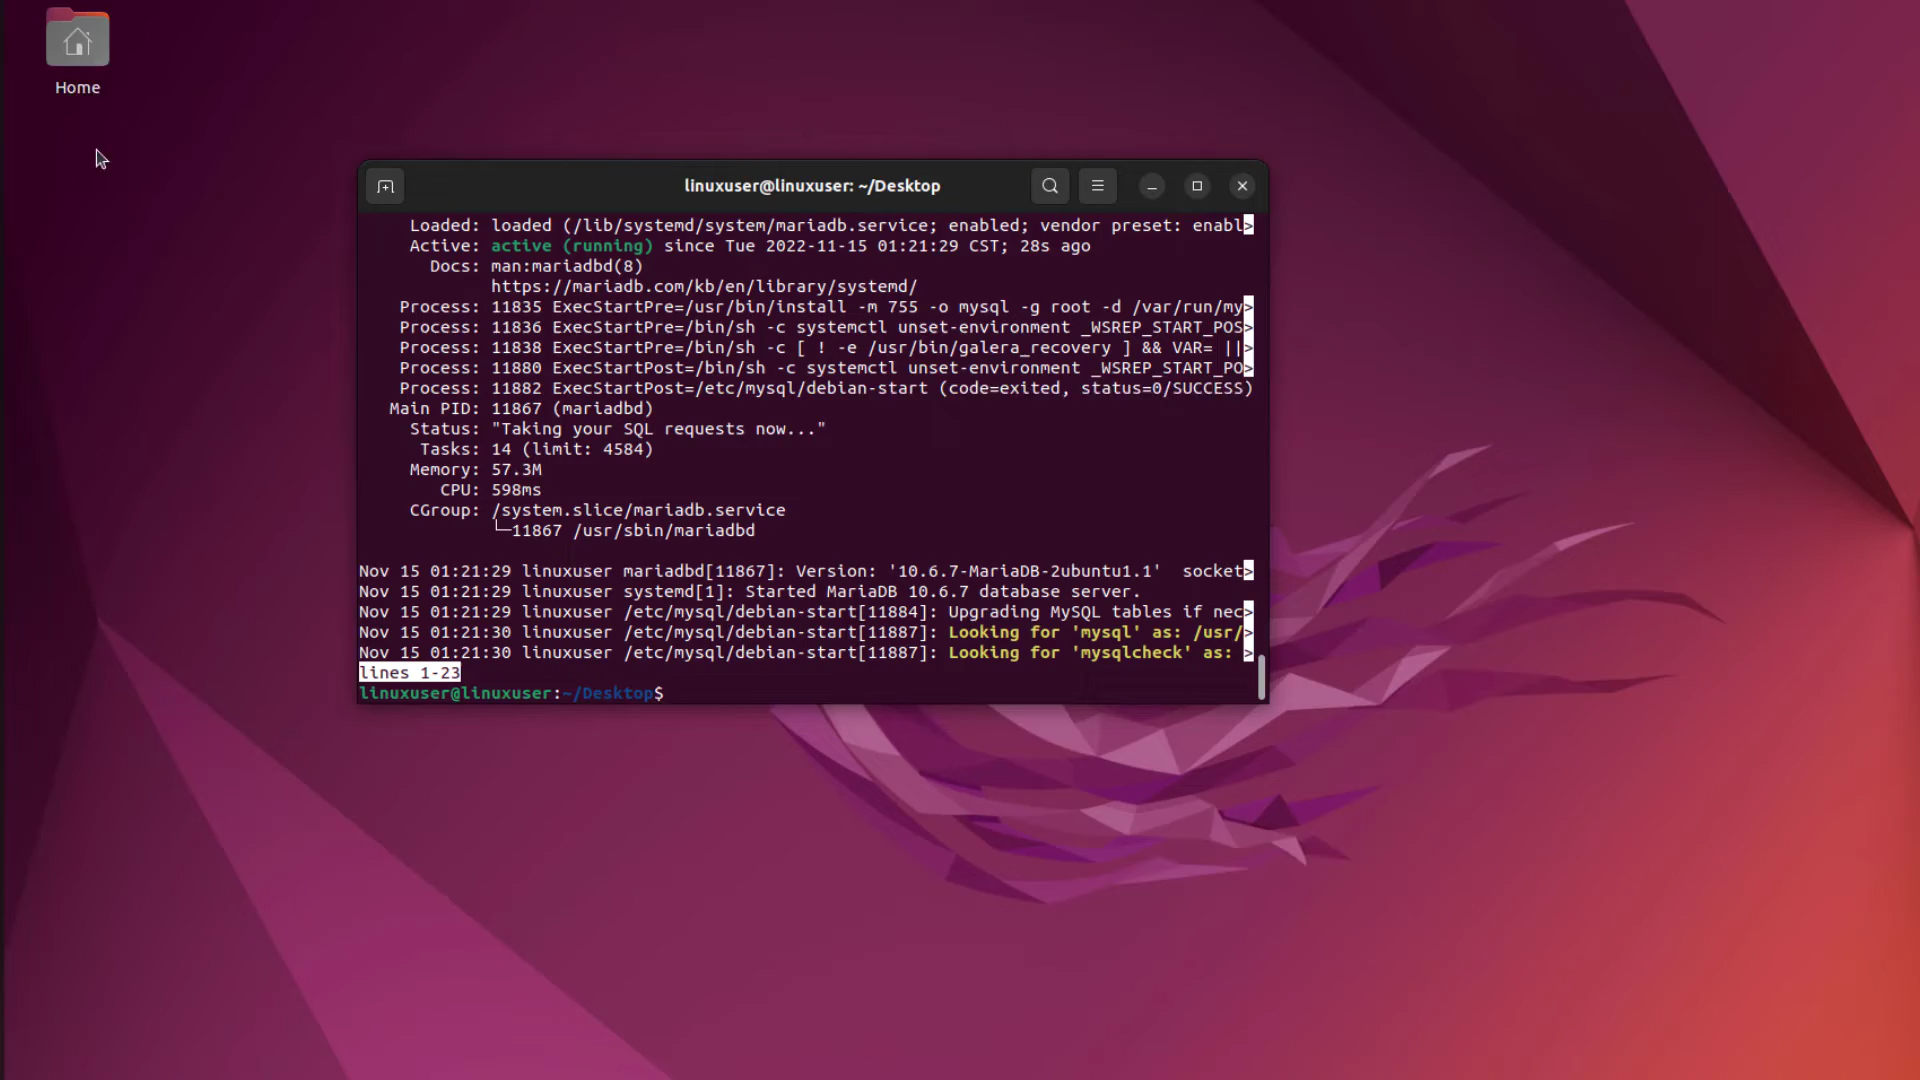 Home
linuxuser@linuxuser: ~/Desktop
Loaded: loaded (/lib/systemd/system/mariadb.service; enabled; vendor preset: enabl>
Active: active (running) since Tue 2022-11-15 01:21:29 CST; 28s ago
Docs: man:mariadbd(8)
https://mariadb.com/kb/en/library/systemd/
Process: 11835 ExecStartPre=/usr/bin/install -m 755 -o mysql -g root -d /var/run/my>
Process: 11836 ExecStartPre=/bin/sh -c systemctl unset-environment _WSREP_START_POS>
Process: 11838 ExecStartPre=/bin/sh -c [ ! -e /usr/bin/galera_recovery ] && VAR= ||>
Process: 11880 ExecStartPost=/bin/sh -c systemctl unset-environment _WSREP_START_PO>
Process: 11882 ExecStartPost=/etc/mysql/debian-start (code=exited, status=0/SUCCESS)
Main PID: 11867 (mariadbd)
Status: "Taking your SQL requests now..."
Tasks: 14 (limit: 4584)
Memory: 57.3M
CPU: 598ms
CGroup: /system.slice/mariadb.service
└─11867 /usr/sbin/mariadbd
Nov 15 01:21:29 linuxuser mariadbd[11867]: Version: '10.6.7-MariaDB-2ubuntu1.1'  socket>
Nov 15 01:21:29 linuxuser systemd[1]: Started MariaDB 10.6.7 database server.
Nov 15 01:21:29 linuxuser /etc/mysql/debian-start[11884]: Upgrading MySQL tables if nec>
Nov 15 01:21:30 linuxuser /etc/mysql/debian-start[11887]: Looking for 'mysql' as: /usr/>
Nov 15 01:21:30 linuxuser /etc/mysql/debian-start[11887]: Looking for 'mysqlcheck' as: >
lines 1-23
linuxuser@linuxuser:~/Desktop$